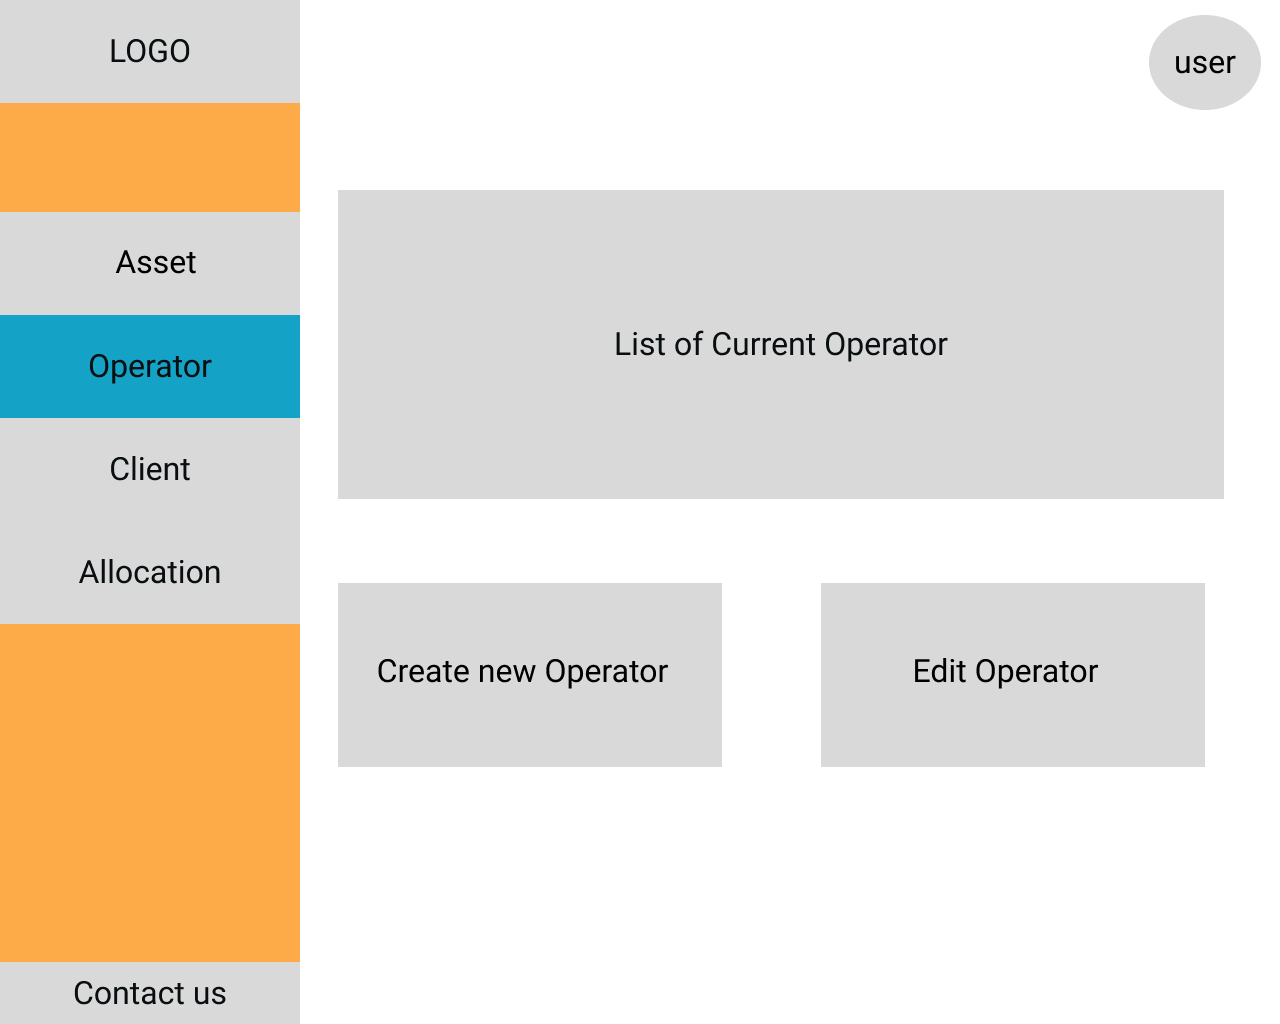 LOGO
user
Asset
Operator
Client
Allocation
Contact us
List of Current Operator
Create new Operator
Edit Operator